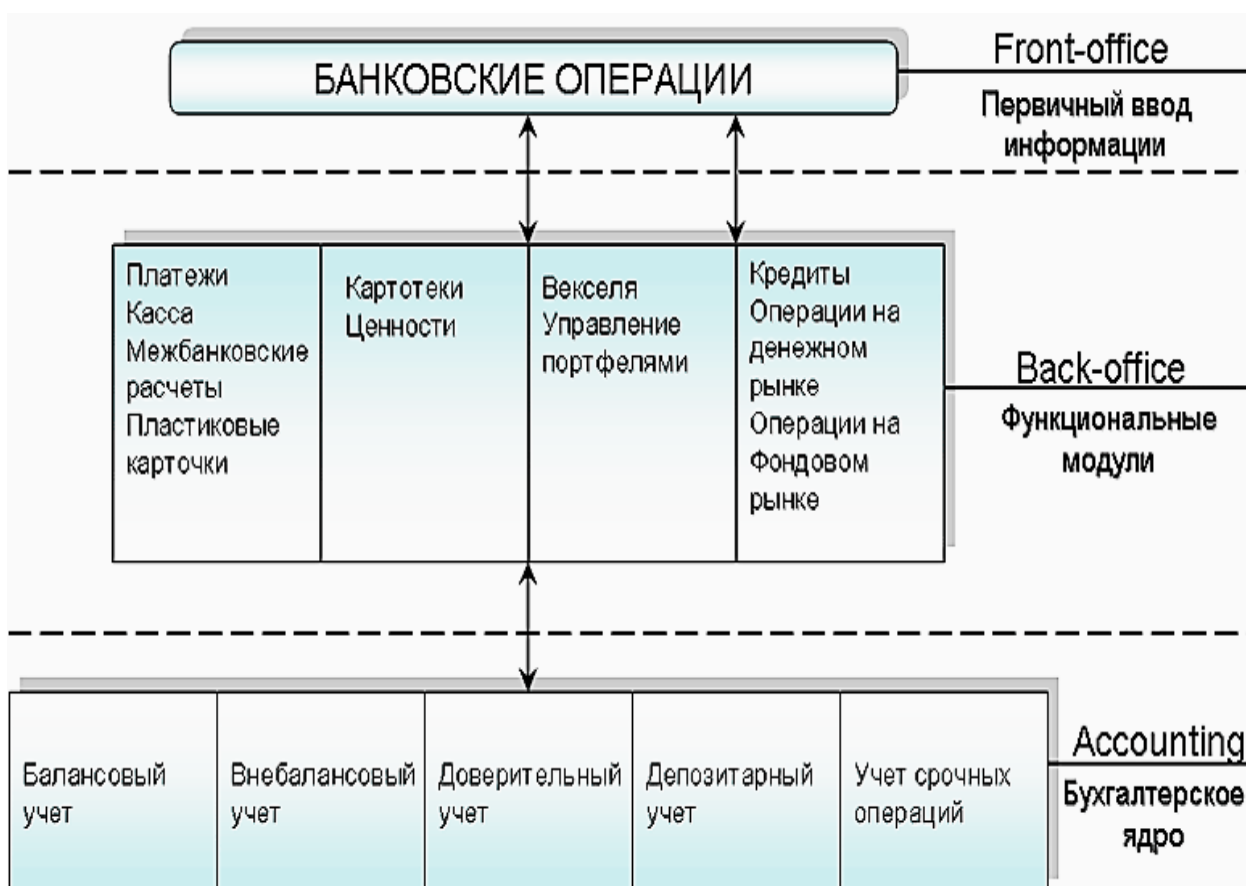 БАНКОВСКИЕ ОПЕРАЦИИ
Front-office
Первичный ввод
информации
Платежи
Касса
Межбанковские
расчеты
Пластиковые
карточки
Картотеки
Ценности
Векселя
Управление
портфелями
Кредиты
Операции на
денежном
рынке
Операции на
Фондовом
рынке
Back-office
Функциональные
модули
Балансовый
учет
Внебалансовый
учет
Доверительный
учет
Депозитарный
учет
Учет срочных
операций
Accounting
Бухгалтерское
ядро